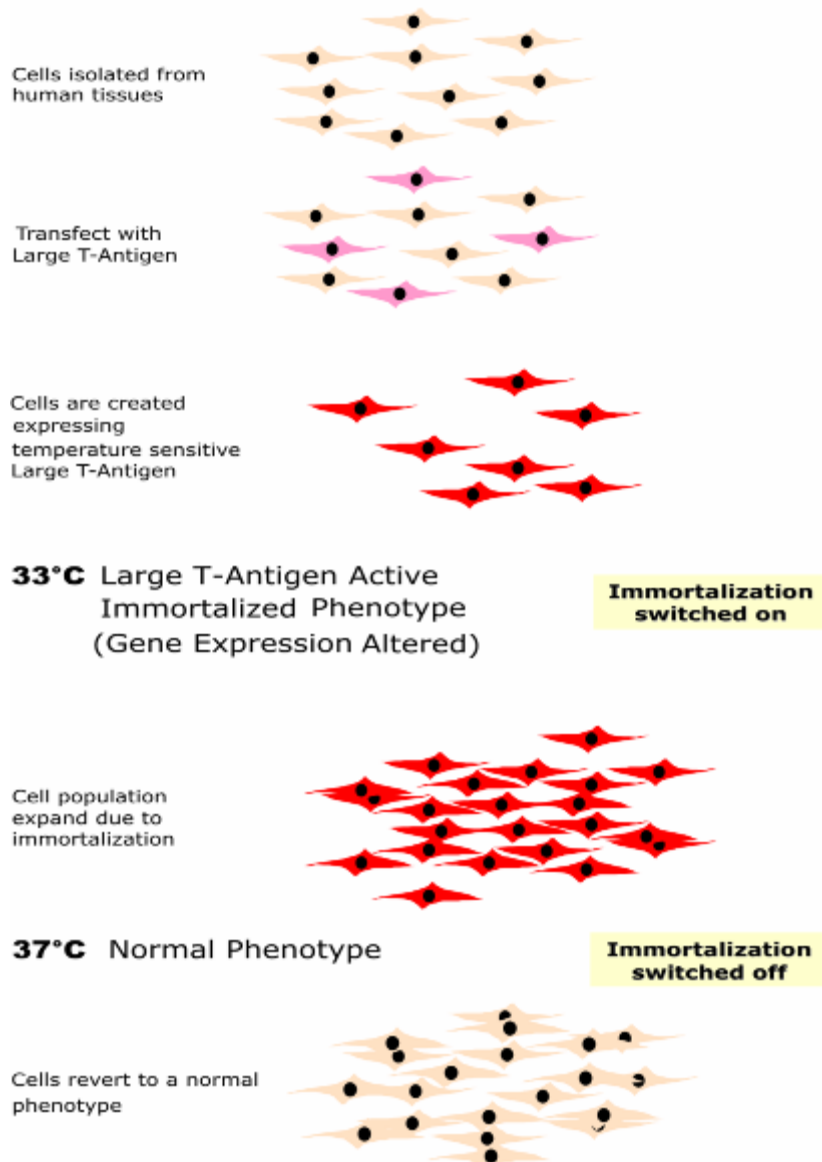 Cells isolated from
human tissues
Transfect with
Large T-Antigen
Cells are created
expressing
temperature sensitive
Large T-Antigen
33°C Large T-Antigen Active
Immortalized Phenotype
(Gene Expression Altered)
Immortalization
switched on
Cell population
expand due to
immortalization
37°C Normal Phenotype
Immortalization
switched off
Cells revert to a normal
phenotype